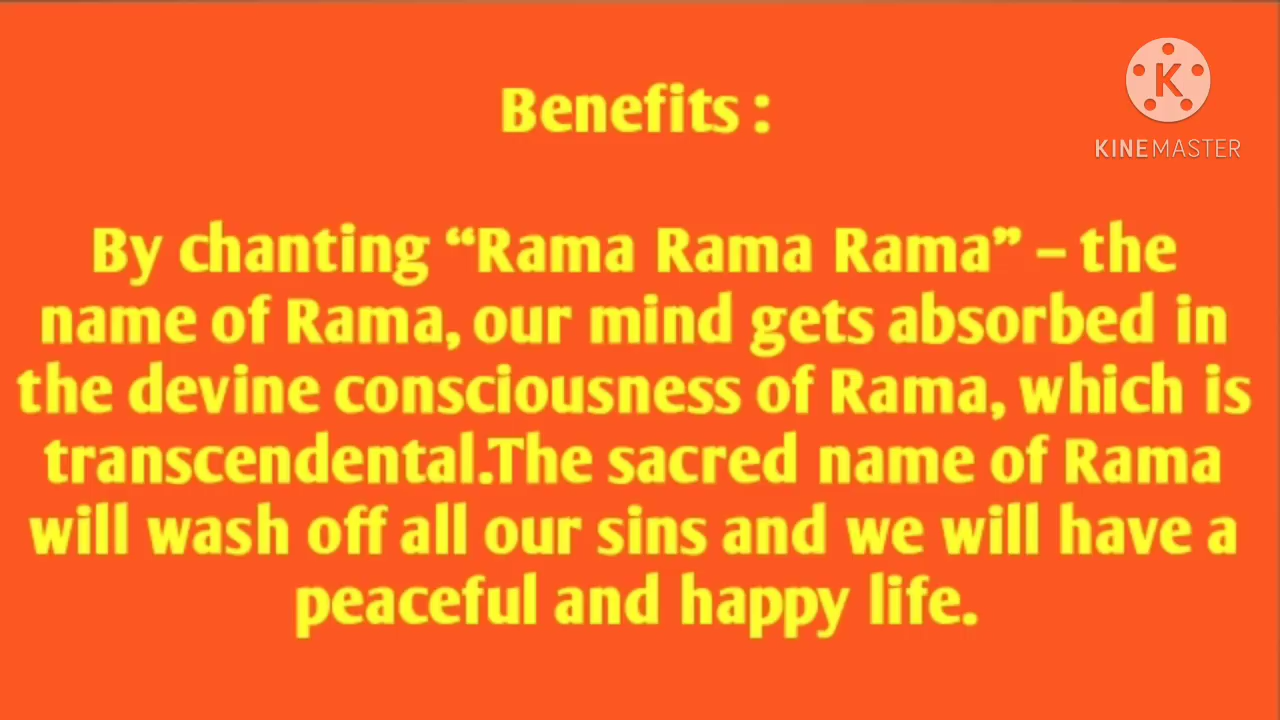 Benefits :
KINEMASTER
By chanting “Rama Rama Rama” – the
name of Rama, our mind gets absorbed in
the devine consciousness of Rama, which is
transcendental.The sacred name of Rama
will wash off all our sins and we will have a
peaceful and happy life.